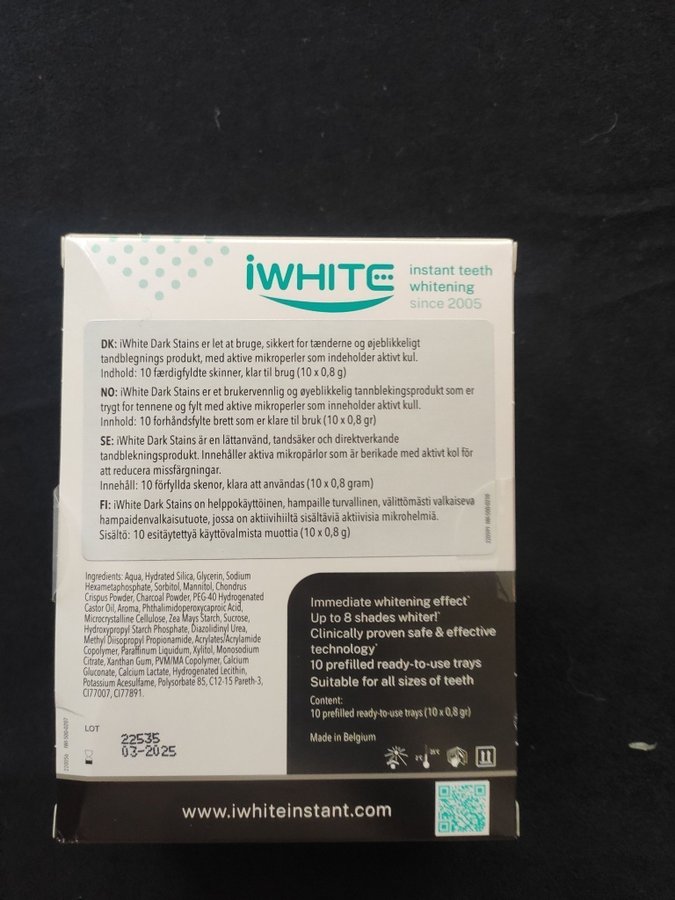 iWHITE
instant teeth
whitening
since 2005
DK: iWhite Dark Stains er let at bruge, sikkert for tænderne og øjeblikkeligt
tandblegnings produkt, med aktive mikroperler som indeholder aktivt kul.
Indhold: 10 færdigfyldte skinner, klar til brug (10 x 0,8 g)
NO: iWhite Dark Stains er et brukervennlig og øyeblikkelig tannblekingsprodukt som er
trygt for tennene og fylt med active mikroperler som inneholder aktivt kull.
Innhold: 10 forhåndsfylte brett som er klare til bruk (10 x 0,8 gr)
SE: iWhite Dark Stains är en lättanvänd, tandsäker och direktverkande
tandblekningsprodukt. Innehåller aktiva mikropärlor som är berikade med aktivt kol för
att reducera missfärgningar.
Innehåll: 10 förfyllda skenor, klara att användas (10 x 0,8 gram)
FI: iWhite Dark Stains on helppokäyttöinen, hampaille turvallinen, välittömästi valkaiseva
hampaidenvalkaisutuote, jossa on aktiivihiiltä sisältäviä aktiivisia mikrohelmiä.
Sisältö: 10 esitäytettyä käyttövalmista muottia (10 x 0,8 g)
Ingredients: Aqua, Hydrated Silica, Glycerin, Sodium
Hexametaphosphate, Sorbitol, Mannitol, Chondrus
Crispus Powder, Charcoal Powder, PEG-40 Hydrogenated
Castor Oil, Aroma, Phthalimidoperoxycaproic Acid,
Microcrystalline Cellulose, Zea Mays Starch, Sucrose,
Hydroxypropyl Starch Phosphate, Diazolidinyl Urea,
Methyl Diisopropyl Propionamide, Acrylates/Acrylamide
Copolymer, Paraffinum Liquidum, Xylitol, Monosodium
Citrate, Xanthan Gum, PVM/MA Copolymer, Calcium
Gluconate, Calcium Lactate, Hydrogenated Lecithin,
Potassium Acesulfame, Polysorbate 85, C12-15 Pareth-3,
CI77007, CI77891.
Immediate whitening effect*
Up to 8 shades whiter!*
Clinically proven safe & effective
technology*
10 prefilled ready-to-use trays
Suitable for all sizes of teeth
Content:
10 prefilled ready-to-use trays (10 x 0,8 gr)
Made in Belgium
LOT
22535
03-2025
www.iwhiteinstant.com